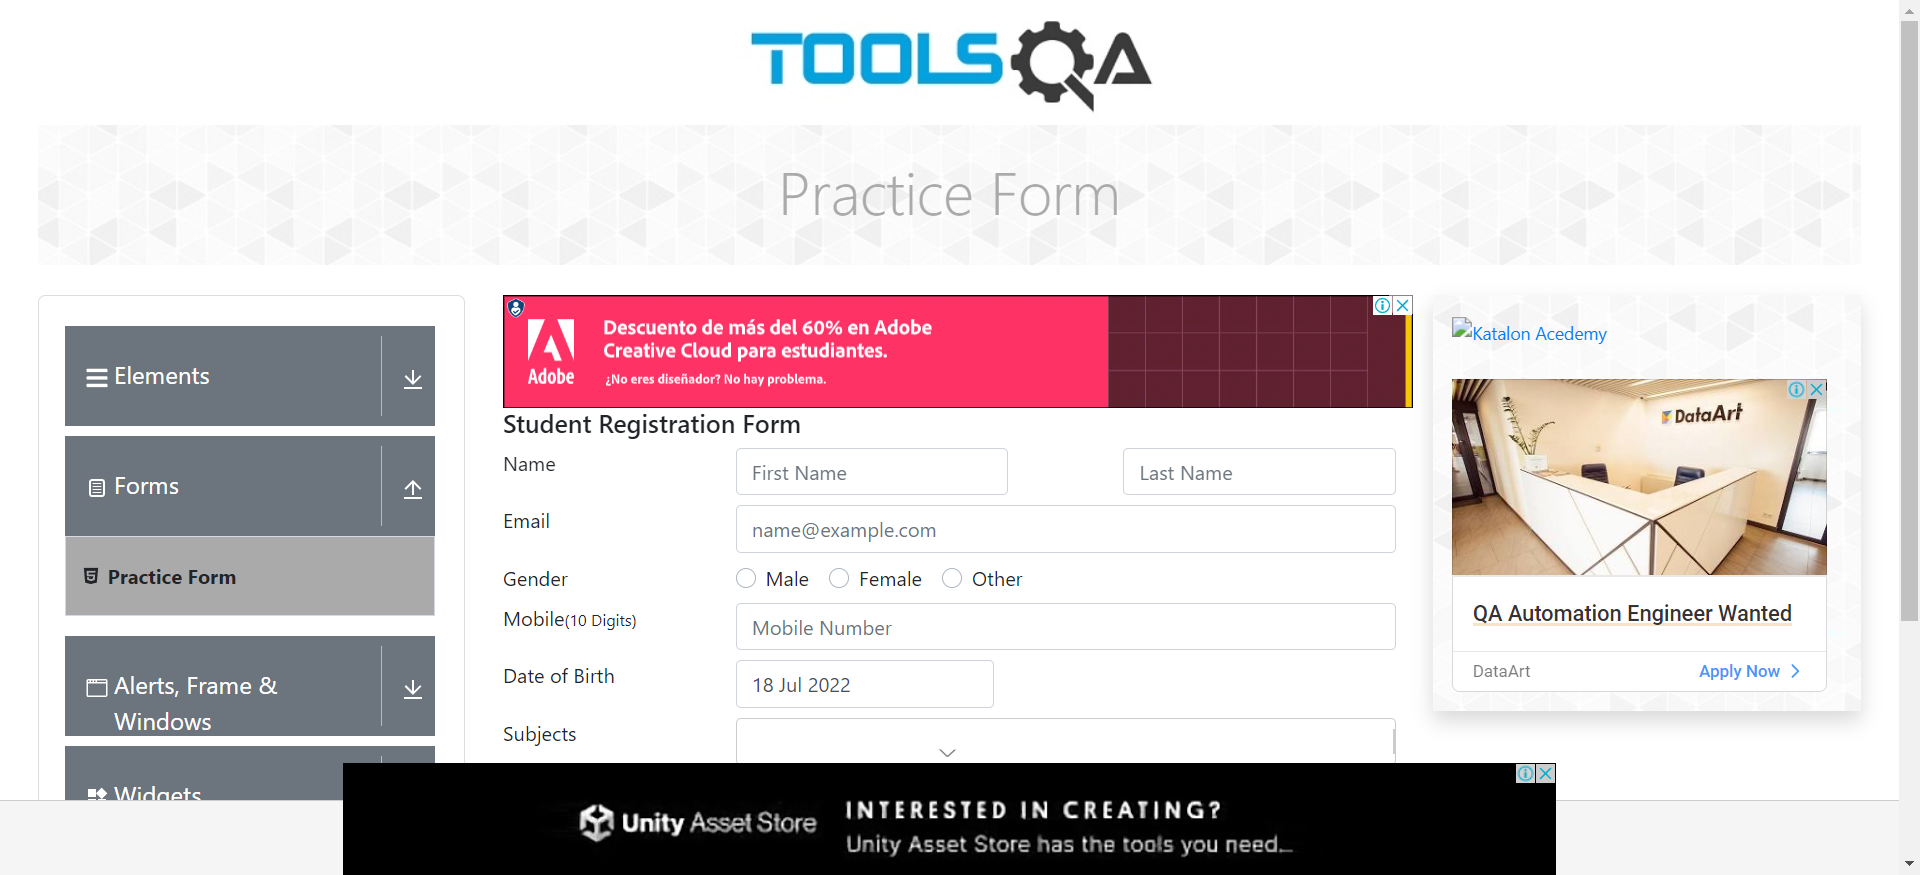 TOOLSQA
Practice Form
Elements
Forms
Practice Form
Alerts, Frame &
Windows
Widgets
Adobe
Descuento de más del 60% en Adobe
Creative Cloud para estudiantes.
¿No eres diseñador? No hay problema.
Student Registration Form
Name
First Name
Last Name
Email
name@example.com
Gender
Male
Female
Other
Mobile(10 Digits)
Mobile Number
Date of Birth
18 Jul 2022
Subjects
Katalon Acedemy
DataArt
QA Automation Engineer Wanted
DataArt
Apply Now
Unity Asset Store
INTERESTED IN CREATING?
Unity Asset Store has the tools you need...